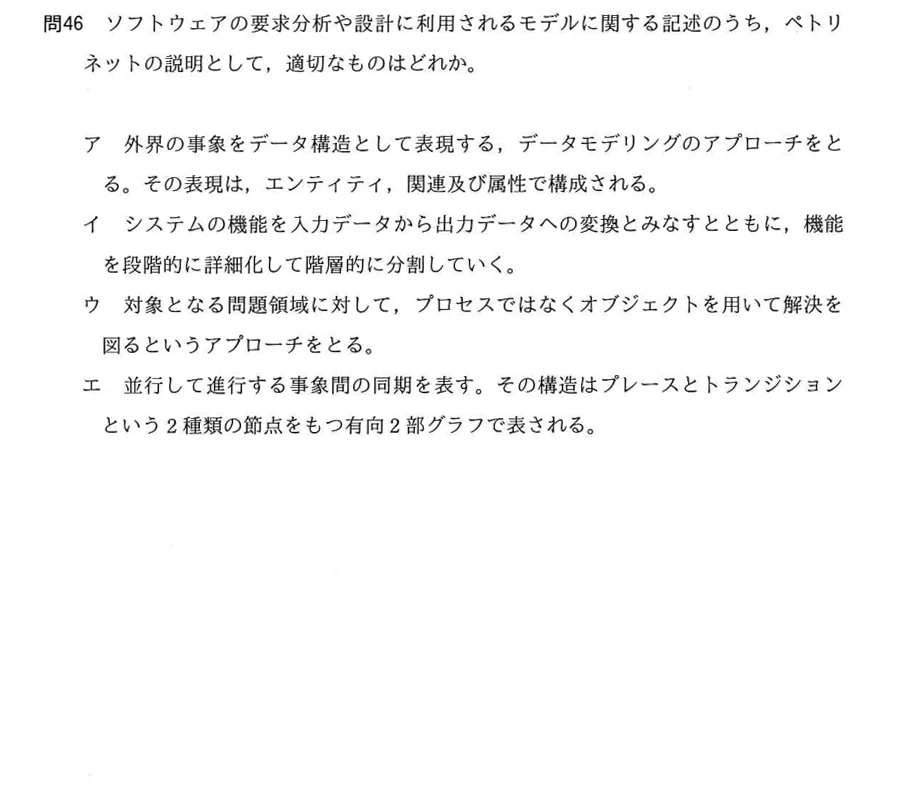 問46 ソフトウェアの要求分析や設計に利用されるモデルに関する記述のうち，ペトリ
ネットの説明として，適切なものはどれか。
ア 外界の事象をデータ構造として表現する，データモデリングのアプローチをと
る。その表現は，エンティティ，関連及び属性で構成される。
イ システムの機能を入力データから出力データへの変換とみなすとともに，機能
を段階的に詳細化して階層的に分割していく。
ウ 対象となる問題領域に対して，プロセスではなくオブジェクトを用いて解決を
図るというアプローチをとる。
エ 並行して進行する事象間の同期を表す。その構造はプレースとトランジション
という2種類の節点をもつ有向2部グラフで表される。